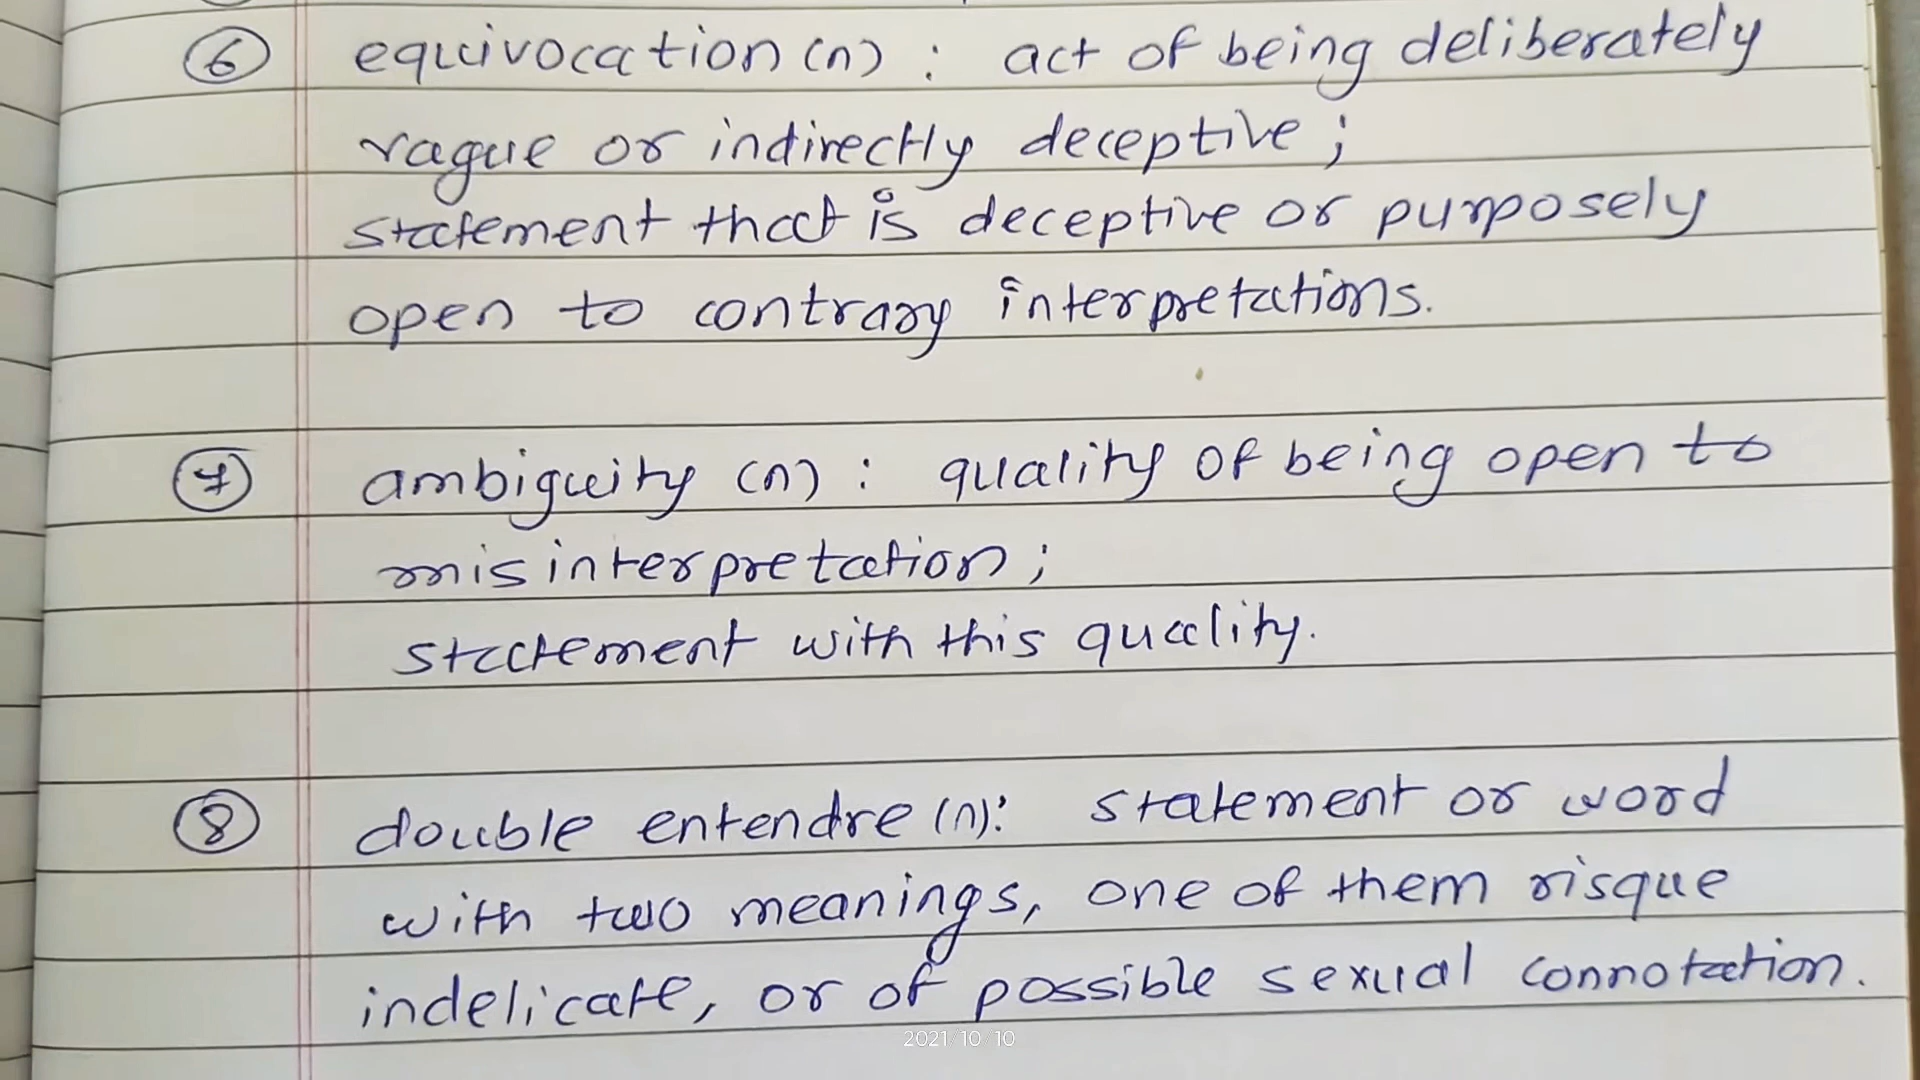 6 equivocation (n) : act of being deliberately
vague or indirectly deceptive ;
statement that is deceptive or purposely
open to contrary interpretations.
7 ambiguity (n) : quality of being open to
misinterpretation ;
statement with this quality.
8 double entendre (n): statement or word
with two meanings, one of them risque
indelicate, or of possible sexual connotation.
2021/10/10